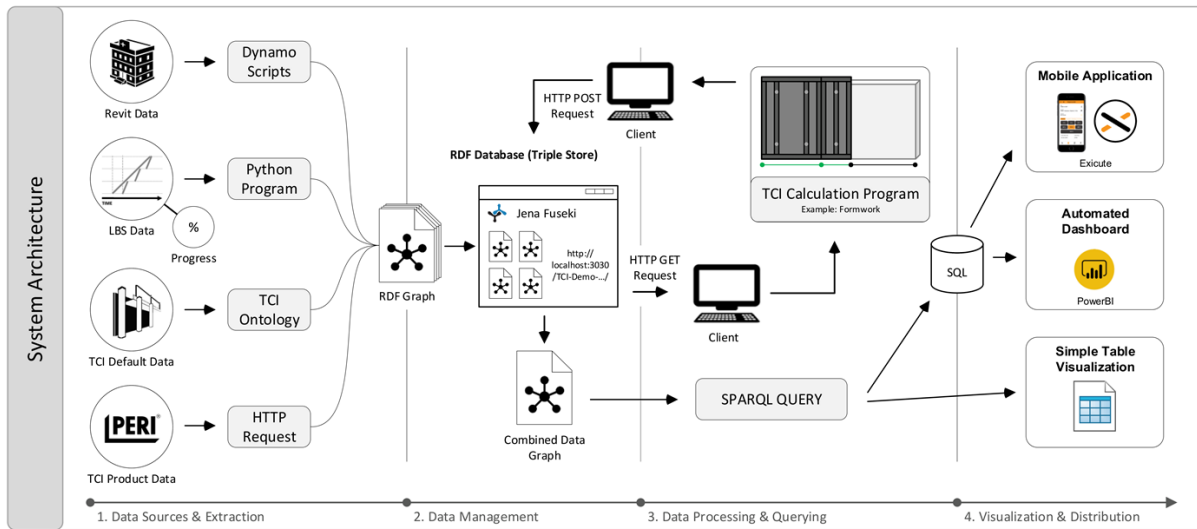 System Architecture
Revit Data
Dynamo
Scripts
TIME
LBS Data
%
Progress
Python
Program
TCI Default Data
TCI
Ontology
PERI®
TCI Product Data
HTTP
Request
RDF Graph
HTTP POST
Request
Client
RDF Database (Triple Store)
Jena Fuseki
http://
localhost:3030
/TCI-Demo-.../
HTTP GET
Request
Client
TCI Calculation Program
Example: Formwork
Combined Data
Graph
SPARQL QUERY
SQL
Mobile Application
Exicute
Automated
Dashboard
PowerBI
Simple Table
Visualization
1. Data Sources & Extraction
2. Data Management
3. Data Processing & Querying
4. Visualization & Distribution